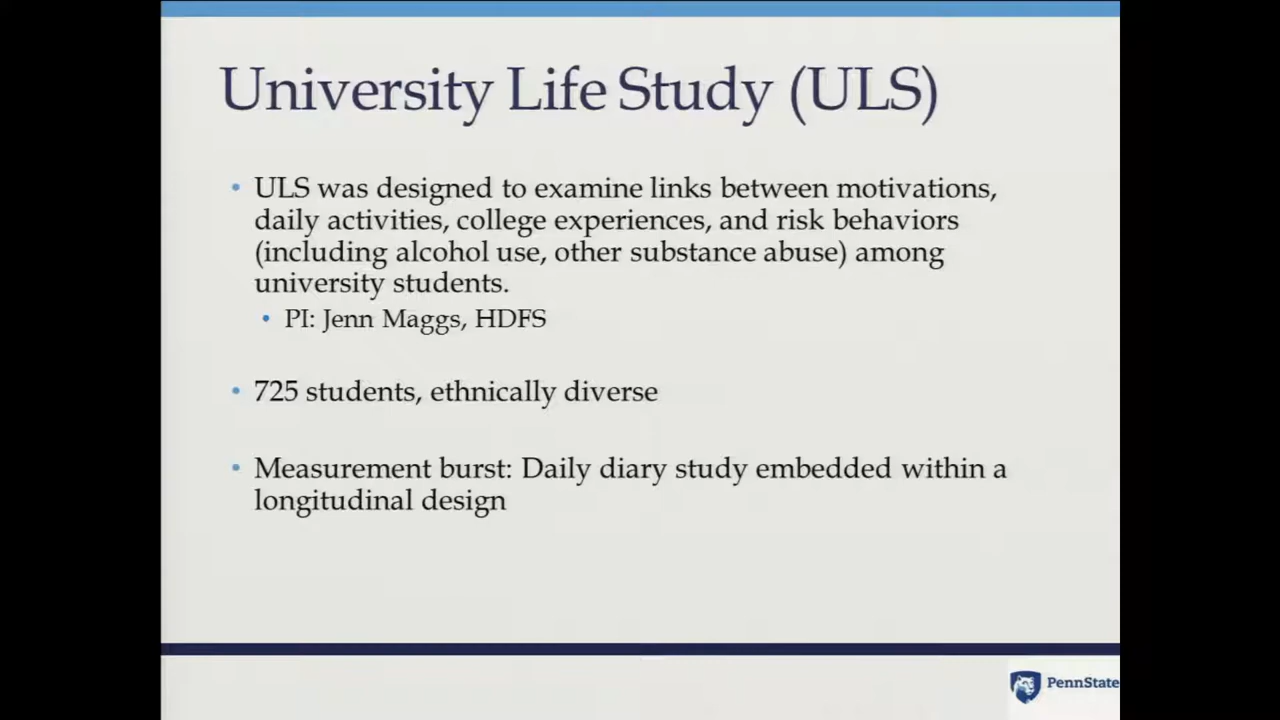 University Life Study (ULS)
• ULS was designed to examine links between motivations,
daily activities, college experiences, and risk behaviors
(including alcohol use, other substance abuse) among
university students.
• PI: Jenn Maggs, HDFS
• 725 students, ethnically diverse
• Measurement burst: Daily diary study embedded within a
longitudinal design
PennState